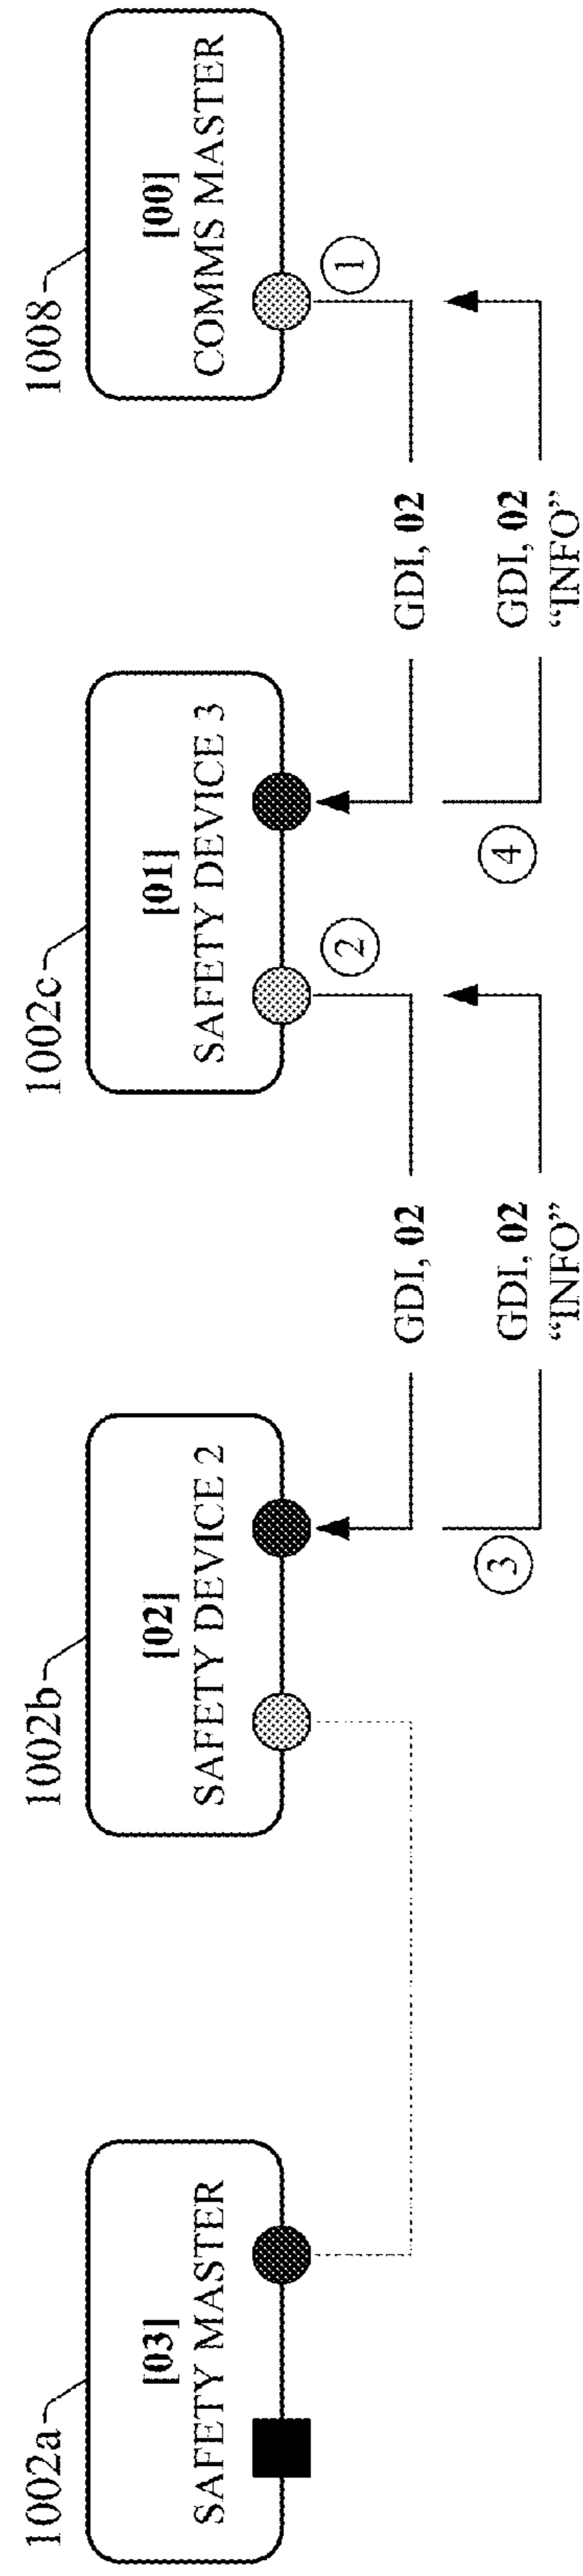 1002a
[03]
SAFETY MASTER
1002b
[02]
SAFETY DEVICE 2
1002c
[01]
SAFETY DEVICE 3
1008
[00]
COMMS MASTER
1
2
GDI, 02
GDI, 02
3
GDI, 02
“INFO”
4
GDI, 02
“INFO”